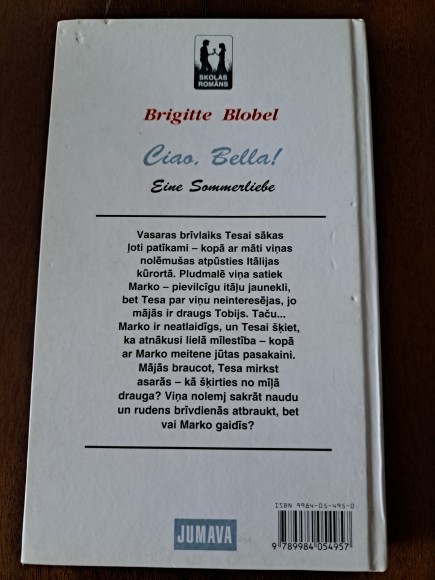 SKOLAS
ROMĀNS
Brigitte Blobel
Ciao, Bella!
Eine Sommerliebe
Vasaras brīvlaiks Tesai sākas
ļoti patīkami – kopā ar māti viņas
nolēmušas atpūsties Itālijas
kūrortā. Pludmalē viņa satiek
Marko – pievilcīgu itāļu jaunekli,
bet Tesa par viņu neinteresējas, jo
mājās ir draugs Tobijs. Taču...
Marko ir neatlaidīgs, un Tesai šķiet,
ka atnākusi lielā mīlestība – kopā
ar Marko meitene jūtas pasakaini.
Mājās braucot, Tesa mirkst
asarās – kā šķirties no mīļā
drauga? Viņa nolemj sakrāt naudu
un rudens brīvdienās atbraukt, bet
vai Marko gaidīs?
ISBN 9984-05-495-0
9 789984 054957
JUMAVA